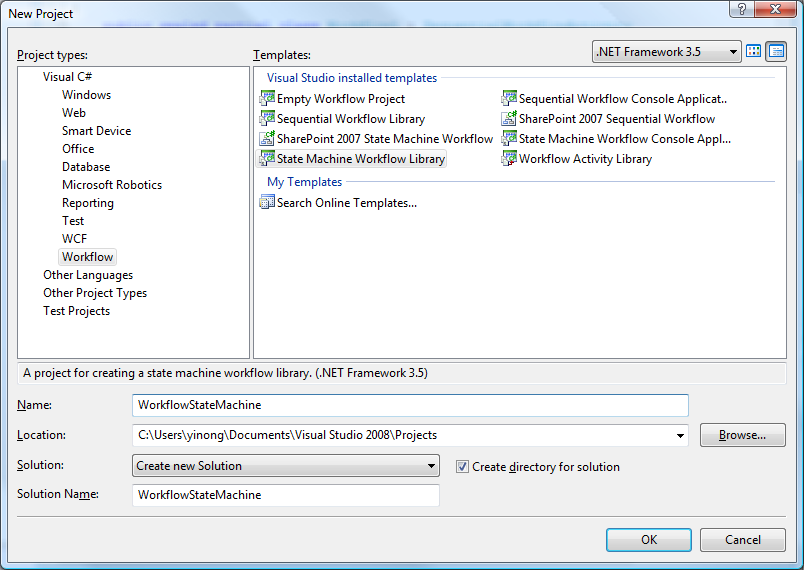 New Project
Project types:
Templates:
.NET Framework 3.5
Visual C#
Windows
Web
Smart Device
Office
Database
Microsoft Robotics
Reporting
Test
WCF
Workflow
Other Languages
Other Project Types
Test Projects
Visual Studio installed templates
Empty Workflow Project
Sequential Workflow Console Applicat..
Sequential Workflow Library
SharePoint 2007 Sequential Workflow
SharePoint 2007 State Machine Workflow
State Machine Workflow Console Appl...
State Machine Workflow Library
Workflow Activity Library
My Templates
Search Online Templates...
A project for creating a state machine workflow library. (.NET Framework 3.5)
Name:
WorkflowStateMachine
Location:
C:\Users\yinong\Documents\Visual Studio 2008\Projects
Browse...
Solution:
Create new Solution
Create directory for solution
Solution Name:
WorkflowStateMachine
OK
Cancel